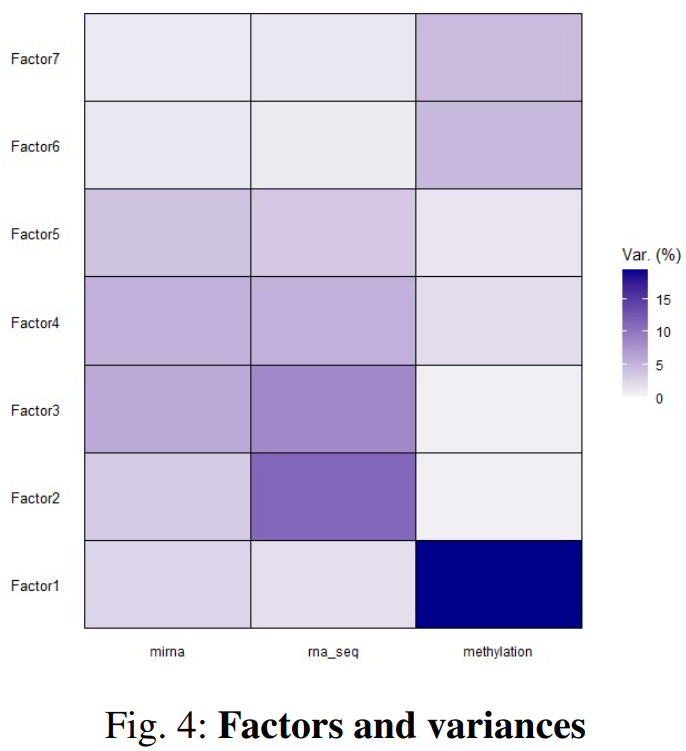 Factor7
Factor6
Factor5
Factor4
Factor3
Factor2
Factor1
mirna
rna_seq
methylation
Var. (%)
15
10
5
0
Fig. 4: Factors and variances